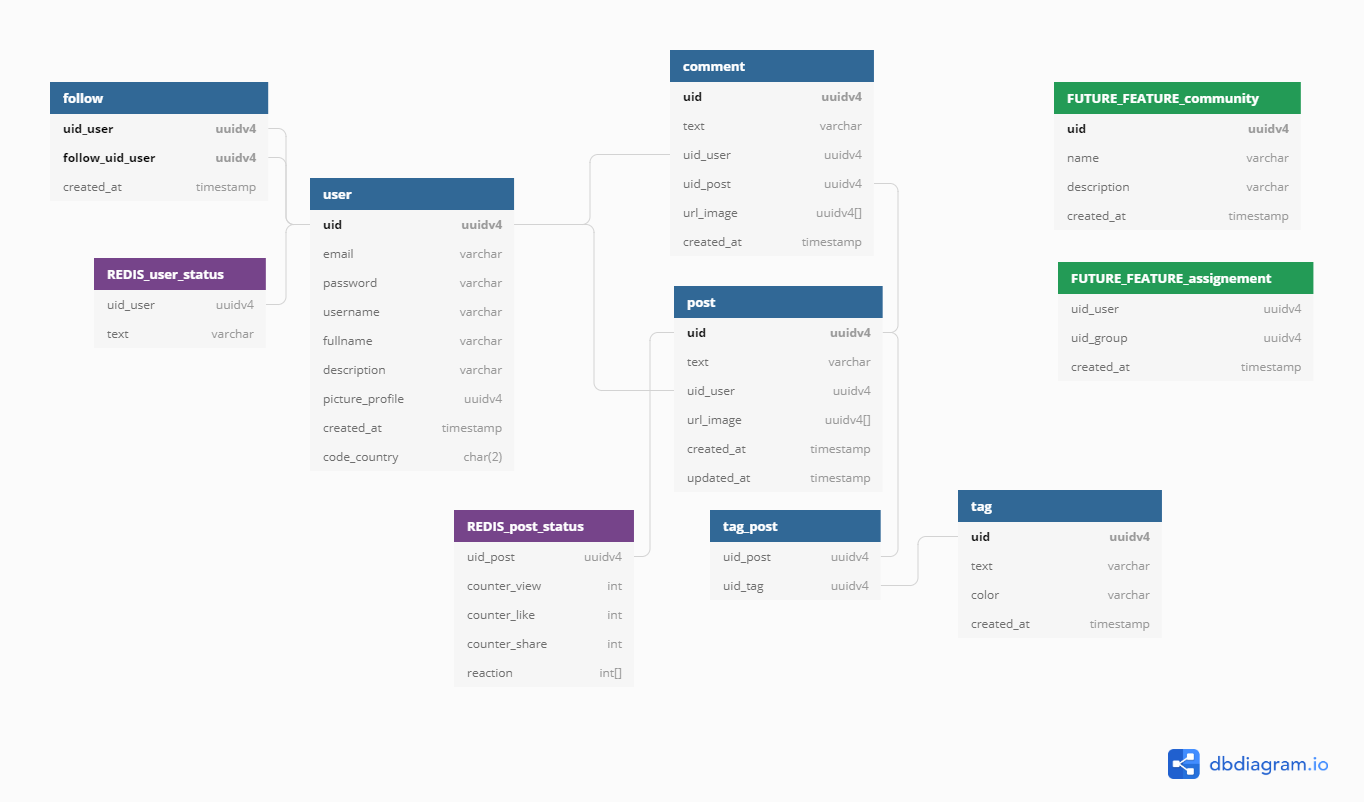 follow
uid_user uuidv4
follow_uid_user uuidv4
created_at timestamp
REDIS_user_status
uid_user uuidv4
text varchar
user
uid uuidv4
email varchar
password varchar
username varchar
fullname varchar
description varchar
picture_profile uuidv4
created_at timestamp
code_country char(2)
comment
uid uuidv4
text varchar
uid_user uuidv4
uid_post uuidv4
url_image uuidv4[]
created_at timestamp
post
uid uuidv4
text varchar
uid_user uuidv4
url_image uuidv4[]
created_at timestamp
updated_at timestamp
REDIS_post_status
uid_post uuidv4
counter_view int
counter_like int
counter_share int
reaction int[]
tag_post
uid_post uuidv4
uid_tag uuidv4
FUTURE_FEATURE_community
uid uuidv4
name varchar
description varchar
created_at timestamp
FUTURE_FEATURE_assignement
uid_user uuidv4
uid_group uuidv4
created_at timestamp
tag
uid uuidv4
text varchar
color varchar
created_at timestamp
dbdiagram.io